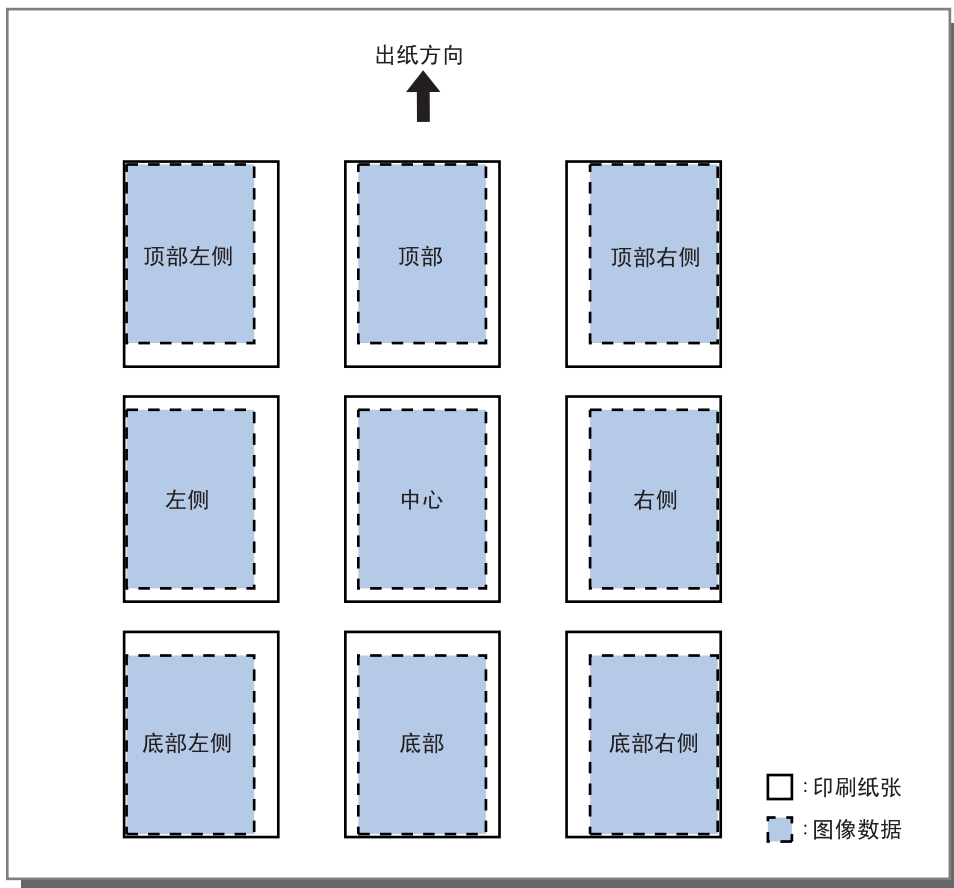 出纸方向
顶部左侧
顶部
顶部右侧
左侧
中心
右侧
底部左侧
底部
底部右侧
：印刷纸张
：图像数据